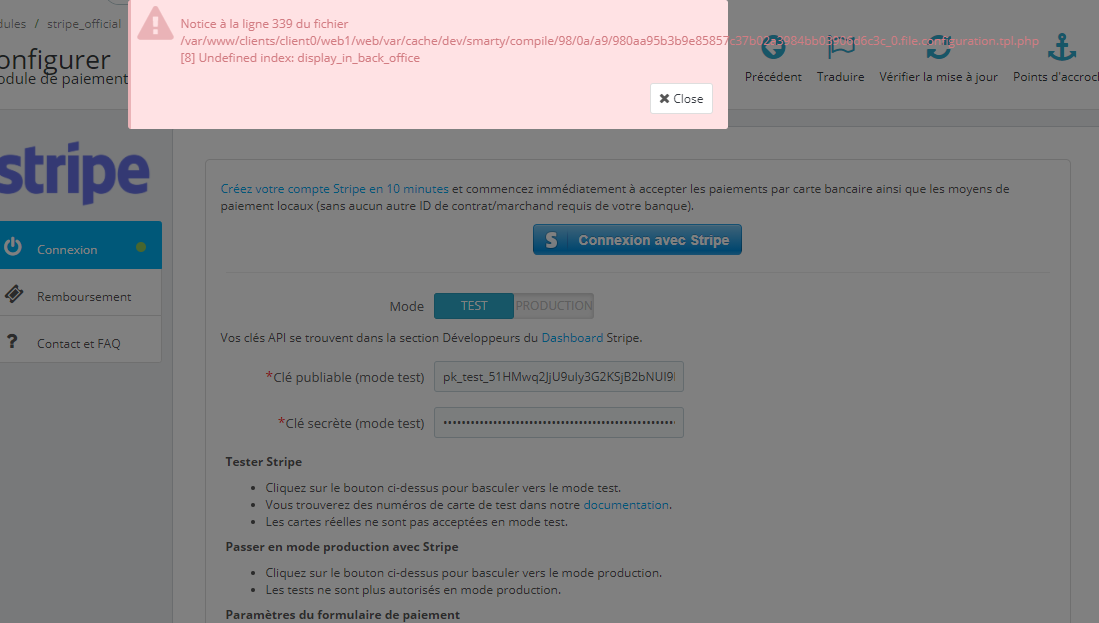 dules / stripe_official
onfigurer
odule de paiement
Notice à la ligne 339 du fichier
/var/www/clients/client0/web1/web/var/cache/dev/smarty/compile/98/0a/a9/980aa95b3b9e85857c37b02a3984bb0390dd6c3c_0.file.configuration.tpl.php
[8] Undefined index: display_in_back_office
✖ Close
Précédent
Traduire
Vérifier la mise à jour
Points d'accroc
stripe
Connexion
Remboursement
? Contact et FAQ
Créez votre compte Stripe en 10 minutes et commencez immédiatement à accepter les paiements par carte bancaire ainsi que les moyens de
paiement locaux (sans aucun autre ID de contrat/marchand requis de votre banque).
S Connexion avec Stripe
Mode TEST PRODUCTION
Vos clés API se trouvent dans la section Développeurs du Dashboard Stripe.
*Clé publiable (mode test) pk_test_51HMwq2JjU9uly3G2KSjB2bNUI9
*Clé secrète (mode test)
Tester Stripe
• Cliquez sur le bouton ci-dessus pour basculer vers le mode test.
• Vous trouverez des numéros de carte de test dans notre documentation.
• Les cartes réelles ne sont pas acceptées en mode test.
Passer en mode production avec Stripe
• Cliquez sur le bouton ci-dessus pour basculer vers le mode production.
• Les tests ne sont plus autorisés en mode production.
Paramètres du formulaire de paiement